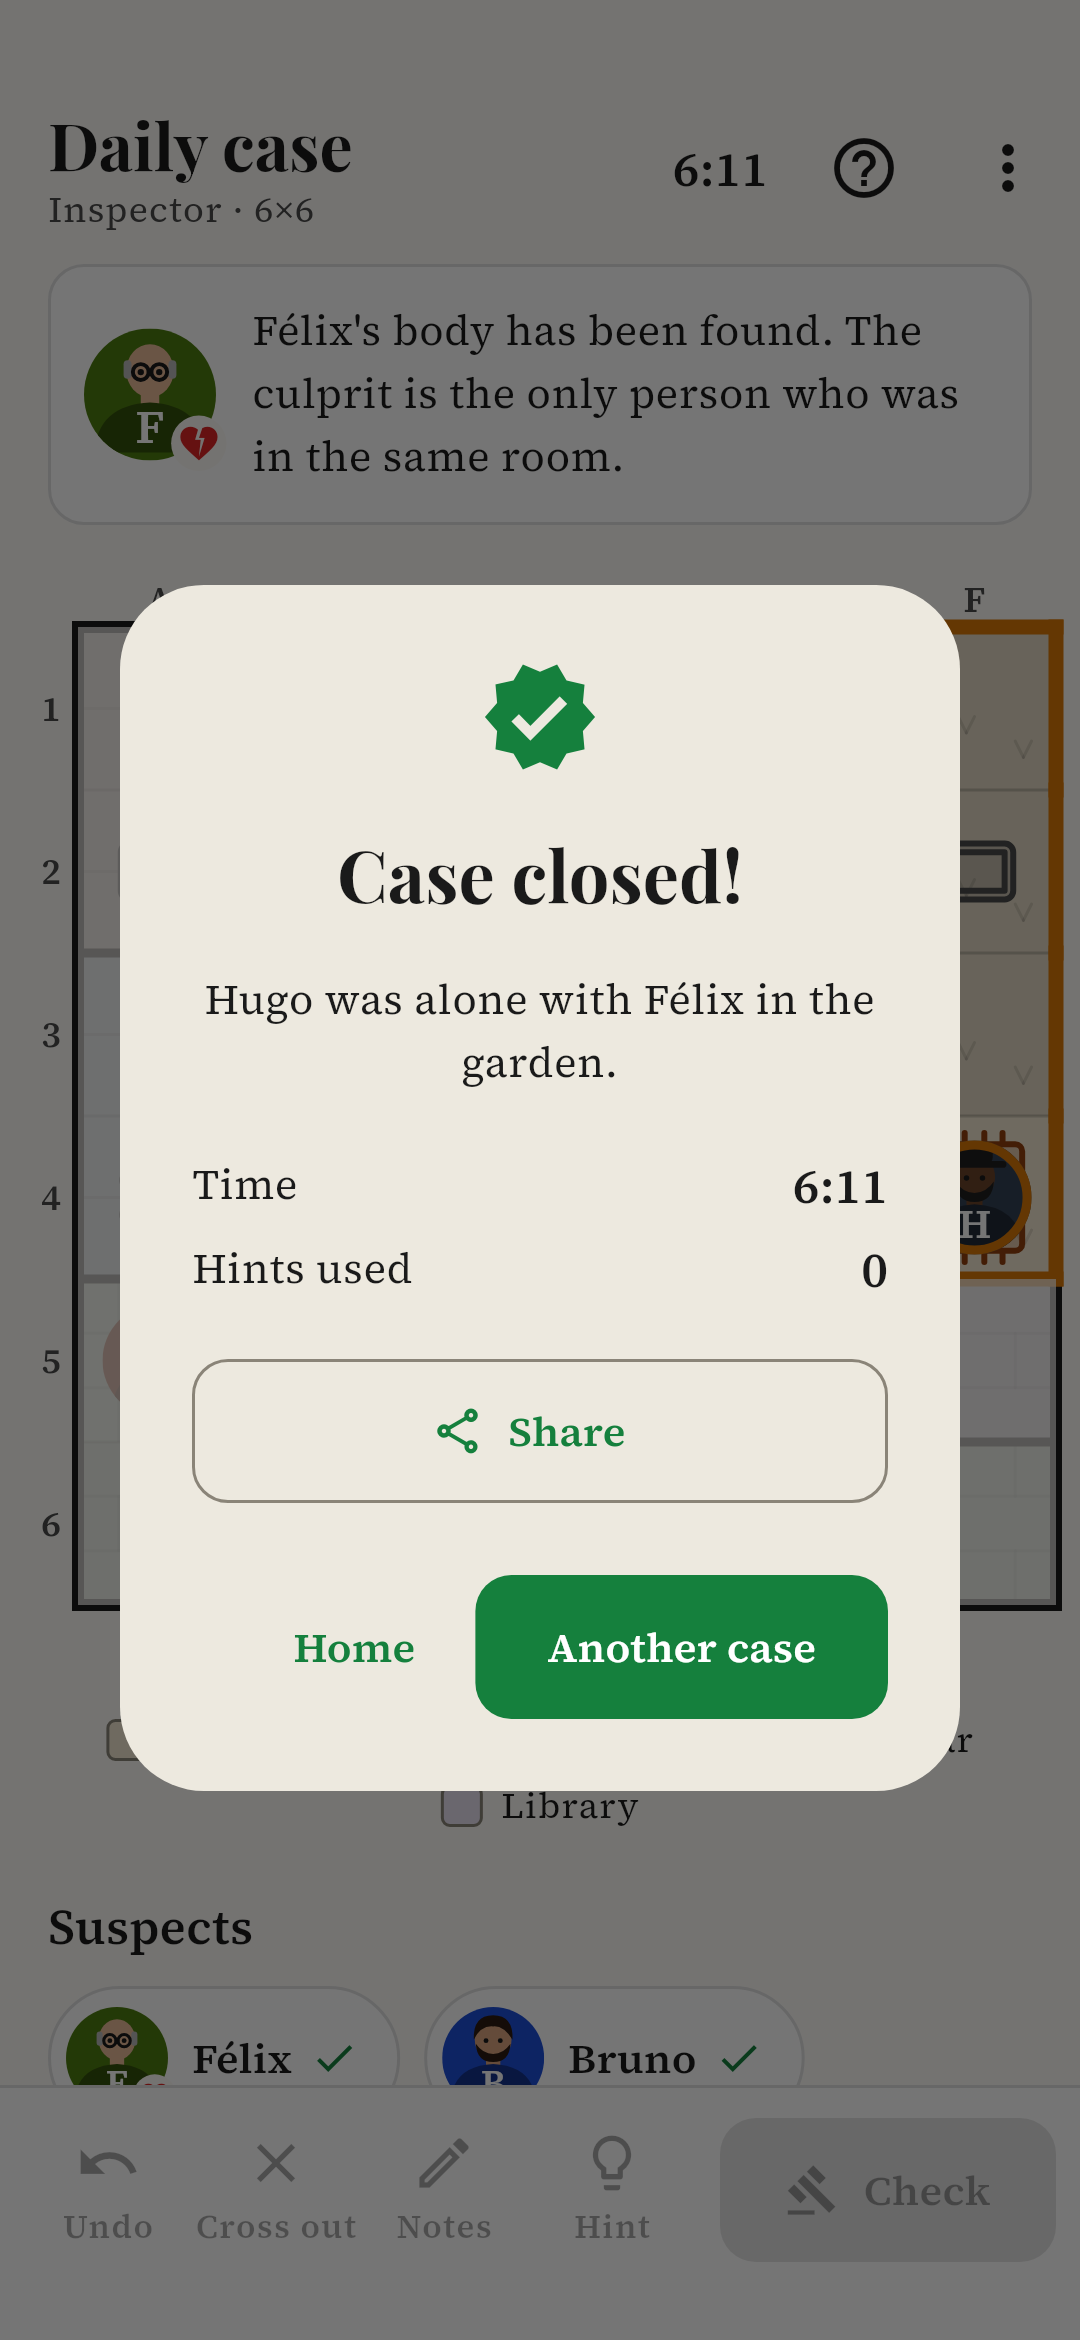 Daily case
6:11
Inspector · 6×6
Félix's body has been found. The
culprit is the only person who was
in the same room.
F
F
1
2
3
4
5
6
H
Case closed!
Hugo was alone with Félix in the
garden.
Time 6:11
Hints used 0
Share
Home Another case
Library
Suspects
Félix
Bruno
Undo Cross out Notes Hint Check